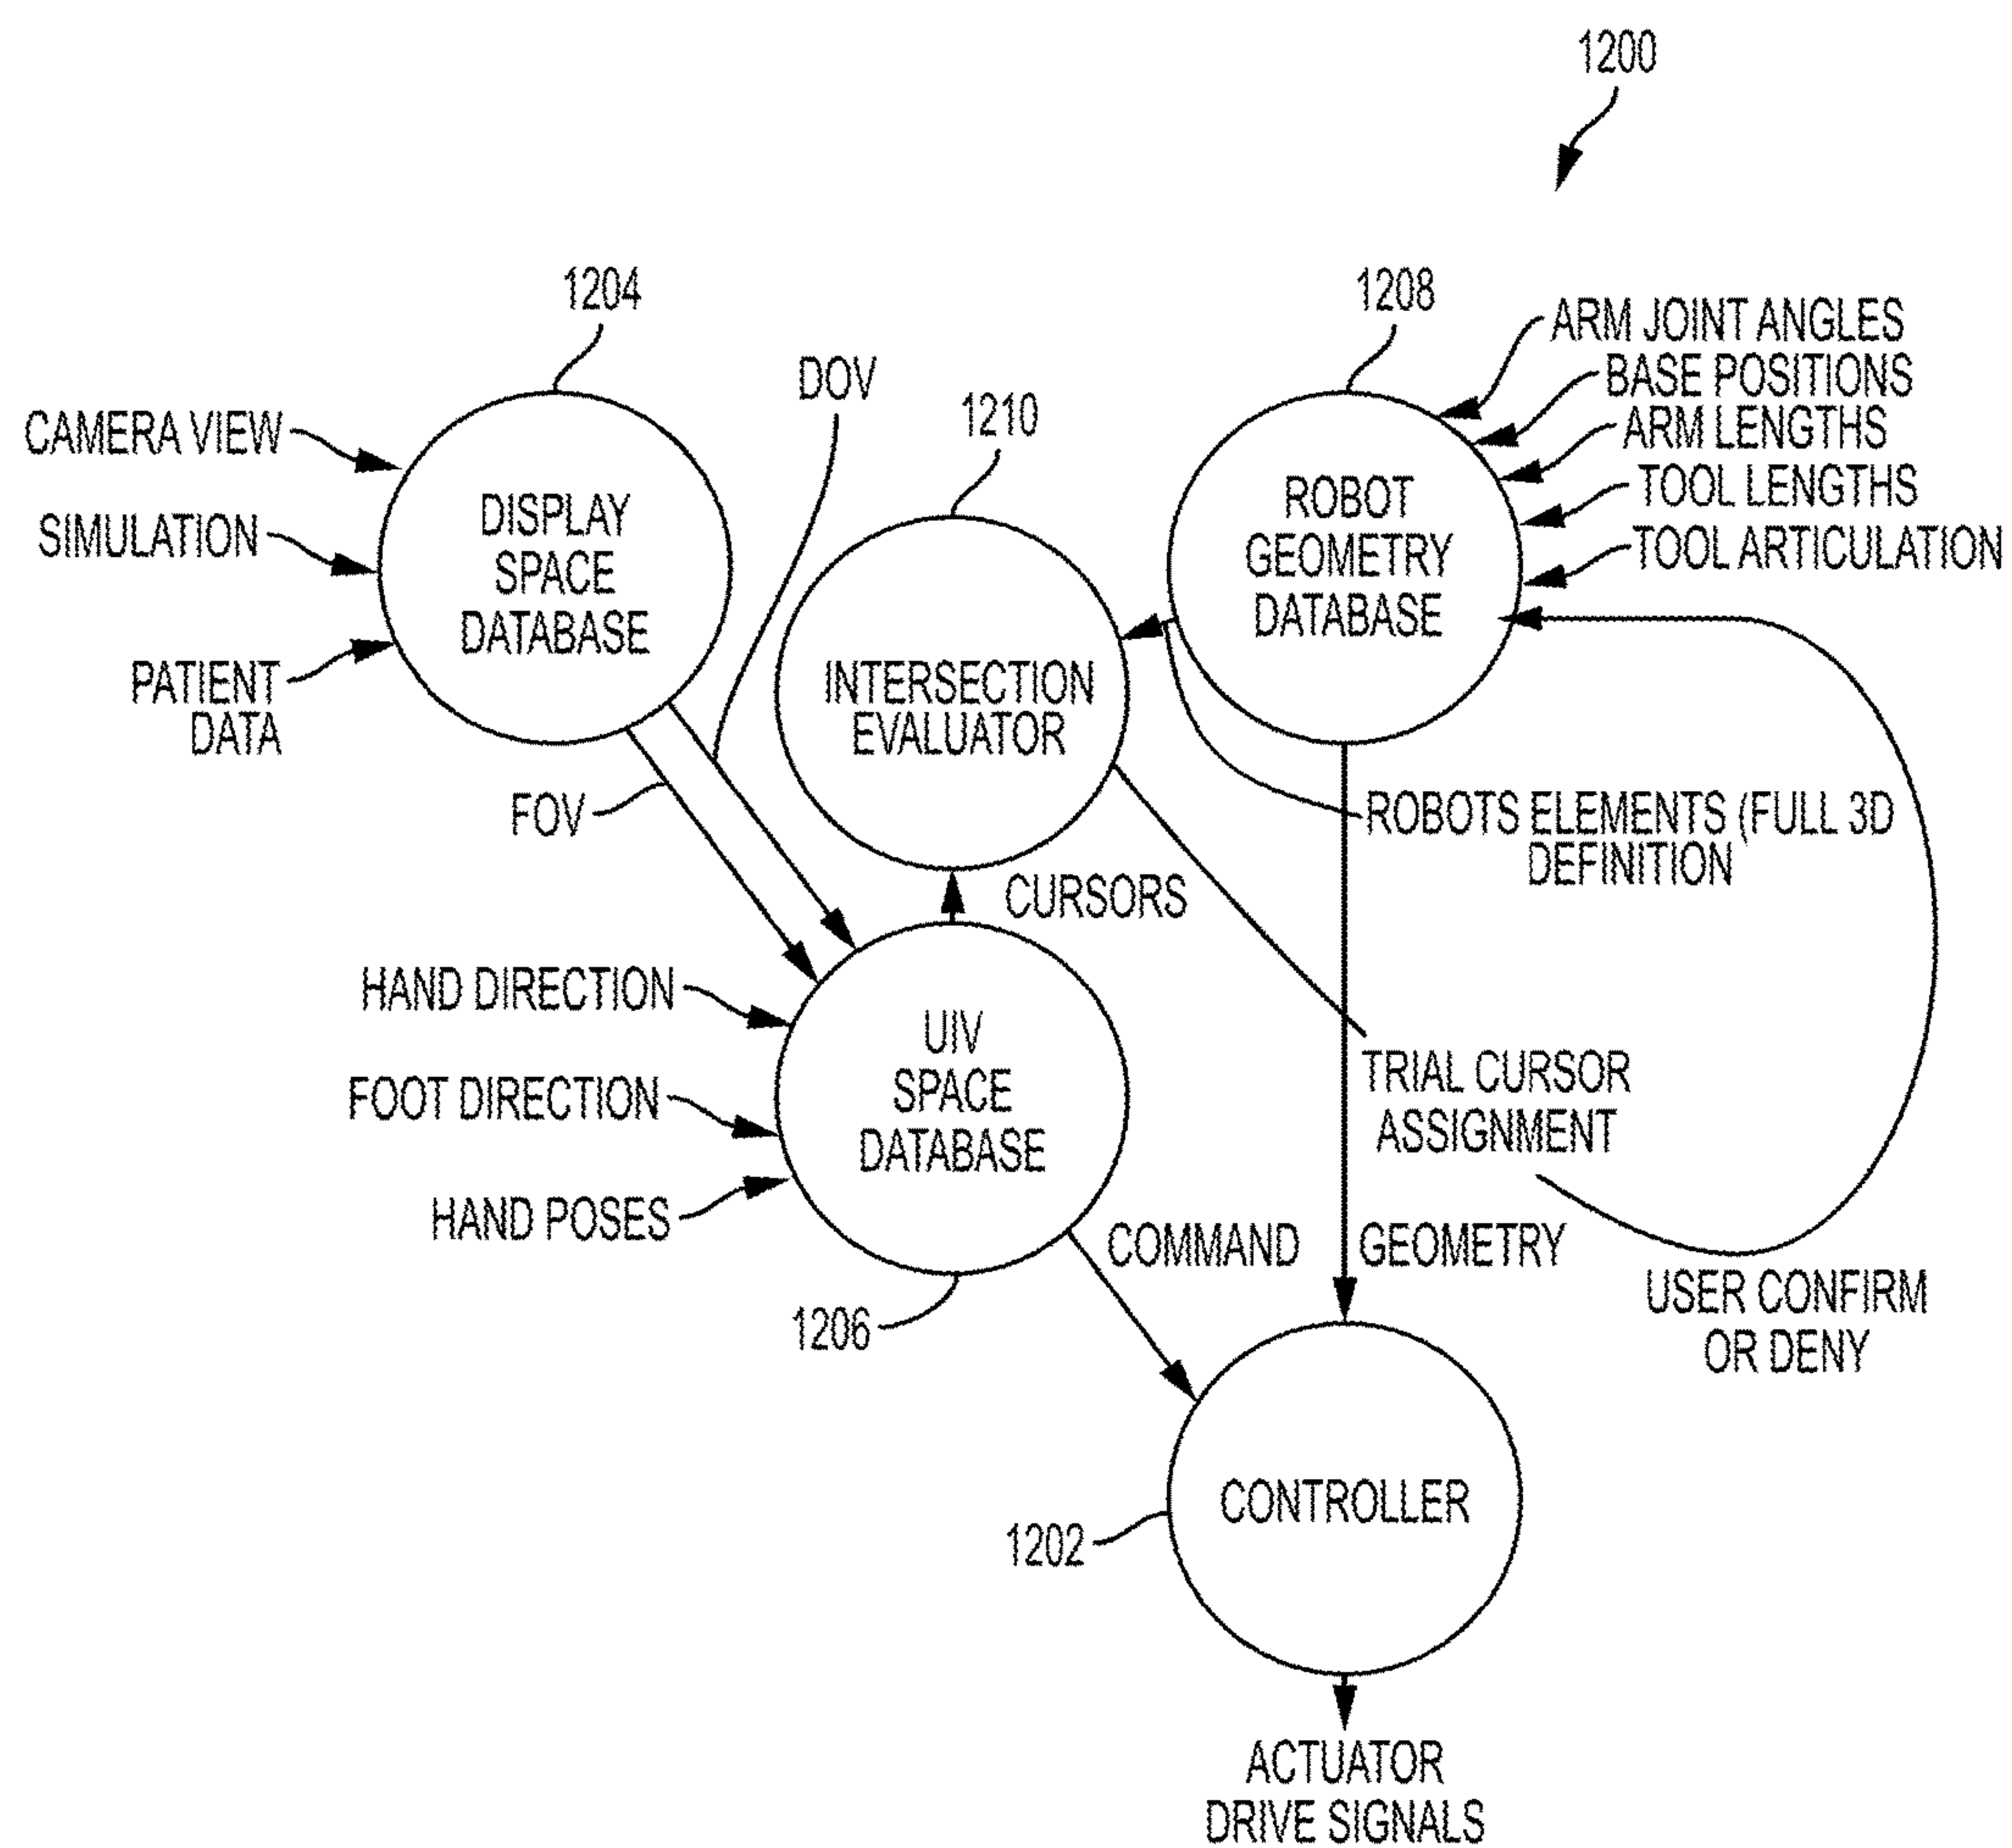 1200
1204
1208
DOV
1210
ARM JOINT ANGLES
BASE POSITIONS
ARM LENGTHS
TOOL LENGTHS
TOOL ARTICULATION
CAMERA VIEW
SIMULATION
PATIENT
DATA
DISPLAY
SPACE
DATABASE
INTERSECTION
EVALUATOR
ROBOT
GEOMETRY
DATABASE
FOV
ROBOTS ELEMENTS (FULL 3D
DEFINITION
CURSORS
HAND DIRECTION
FOOT DIRECTION
HAND POSES
UIV
SPACE
DATABASE
TRIAL CURSOR
ASSIGNMENT
1206
COMMAND
GEOMETRY
USER CONFIRM
OR DENY
CONTROLLER
1202
ACTUATOR
DRIVE SIGNALS